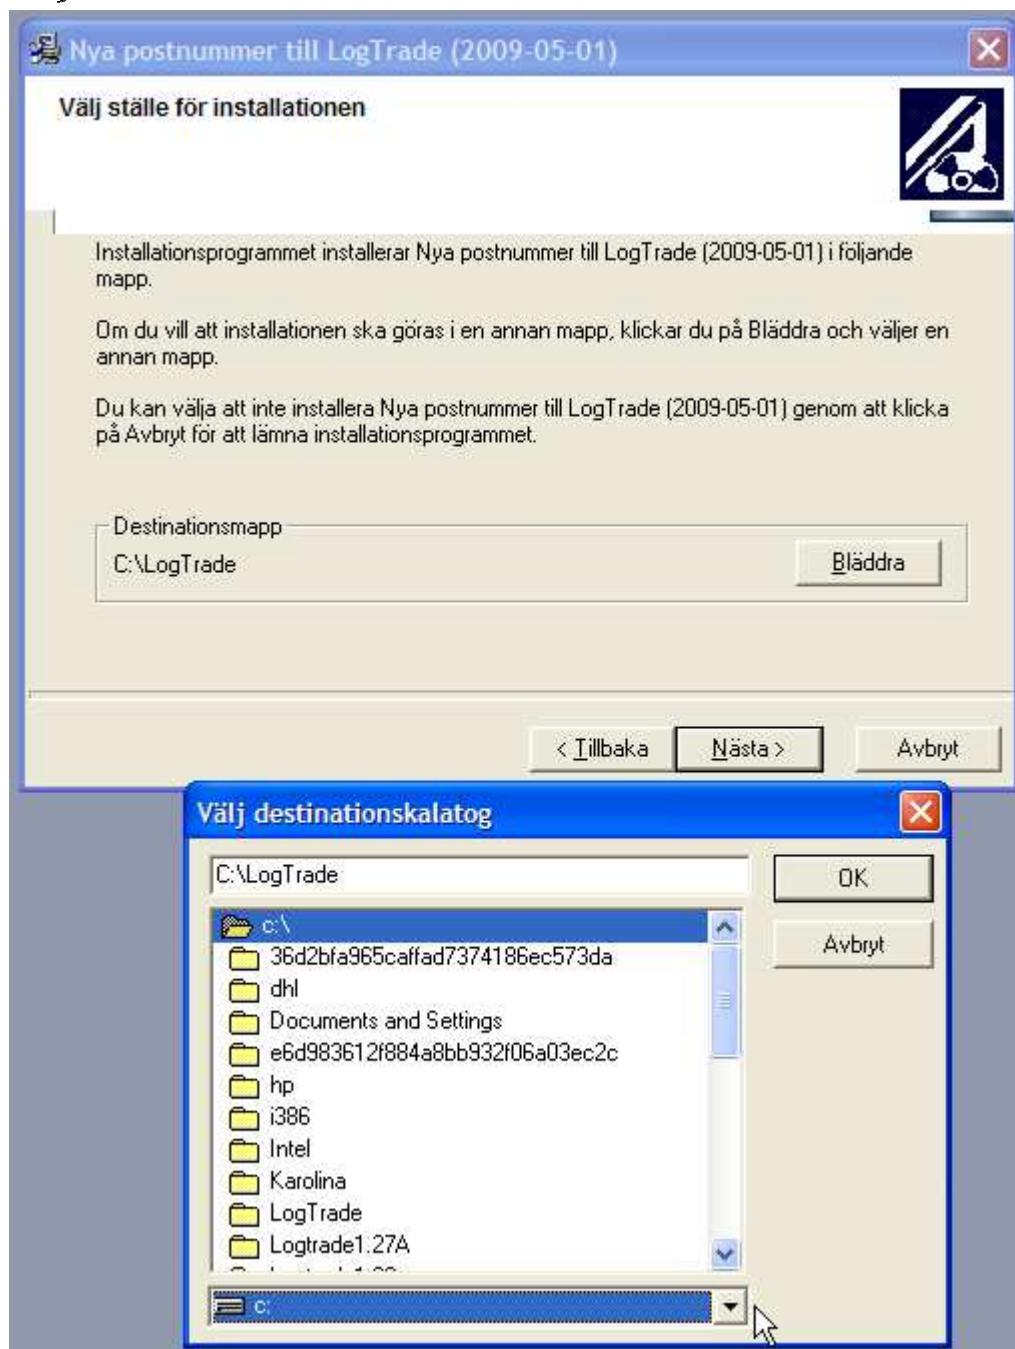 Nya postnummer till LogTrade (2009-05-01)
Välj ställe för installationen
Installationsprogrammet installerar Nya postnummer till LogTrade (2009-05-01) i följande
mapp.
Om du vill att installationen ska göras i en annan mapp, klickar du på Bläddra och väljer en
annan mapp.
Du kan välja att inte installera Nya postnummer till LogTrade (2009-05-01) genom att klicka
på Avbryt för att lämna installationsprogrammet.
Destinationsmapp
C:\LogTrade
Bläddra
< Tillbaka
Nästa >
Avbryt
Välj destinationskalatog
C:\LogTrade
OK
Avbryt
c:\
36d2bfa965caffad7374186ec573da
dhl
Documents and Settings
e6d983612f884a8bb932f06a03ec2c
hp
i386
Intel
Karolina
LogTrade
Logtrade1.27A
c: